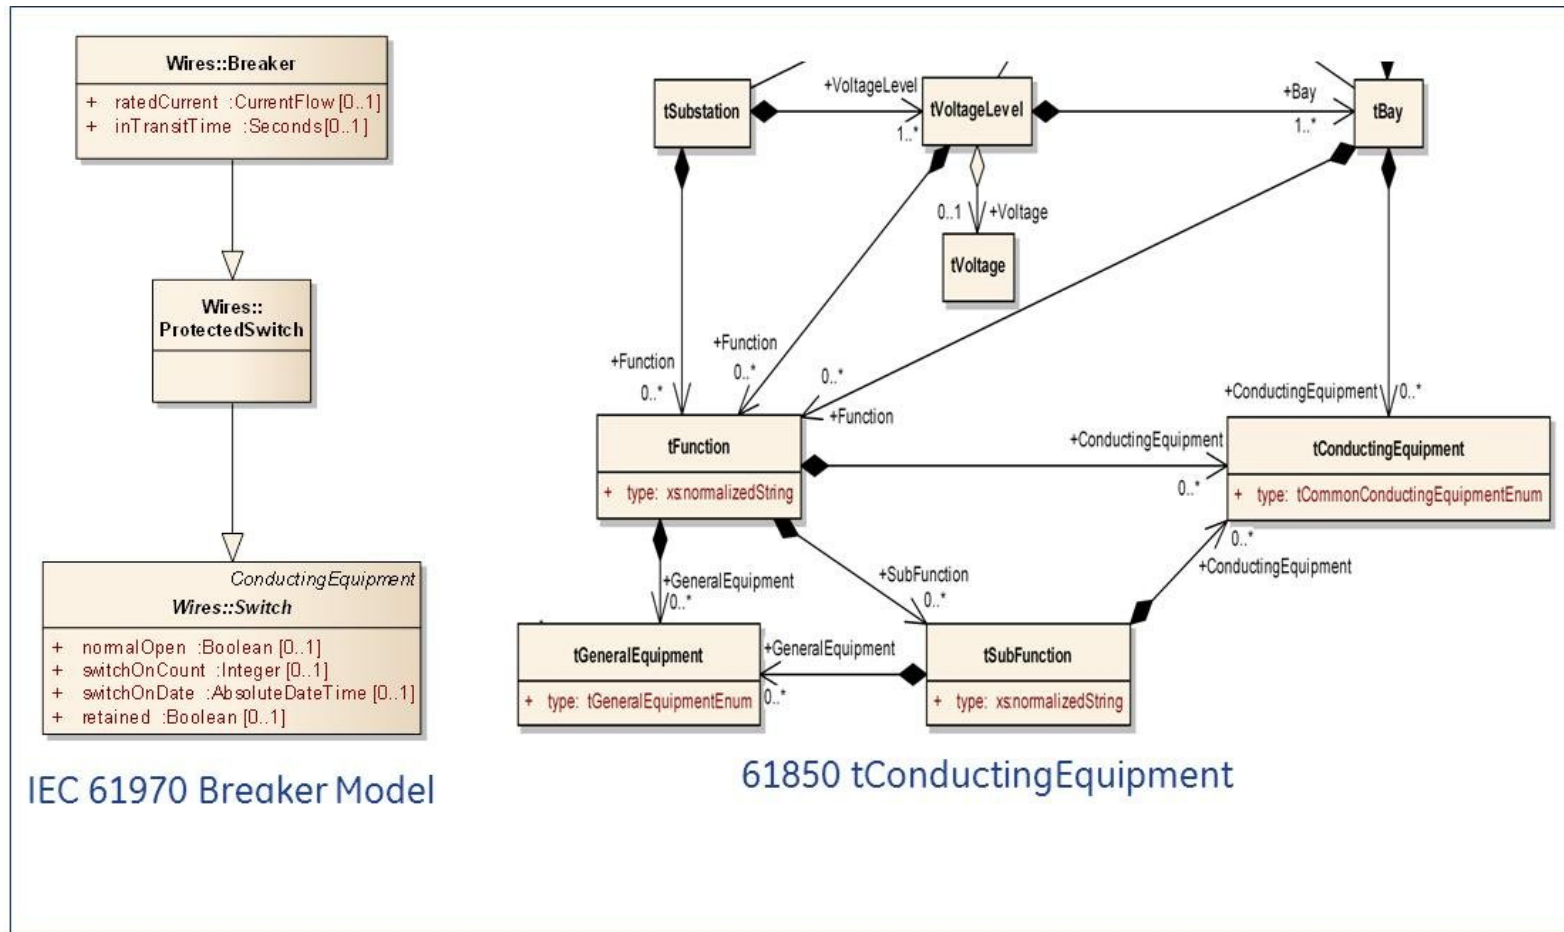 Wires::Breaker
+ ratedCurrent :CurrentFlow [0..1]
+ inTransitTime :Seconds[0..1]
Wires::
ProtectedSwitch
ConductingEquipment
Wires::Switch
+ normalOpen :Boolean [0..1]
+ switchOnCount :Integer [0..1]
+ switchOnDate :AbsoluteDateTime [0..1]
+ retained :Boolean [0..1]
IEC 61970 Breaker Model
tSubstation
+VoltageLevel
1..*
tVoltageLevel
+Bay
1..*
tBay
0..1
+Voltage
tVoltage
+Function
0..*
+Function
0..*
0..*
+Function
+ConductingEquipment
0..*
tFunction
+ type: xs:normalizedString
+ConductingEquipment
0..*
tConductingEquipment
+ type: tCommonConductingEquipmentEnum
+GeneralEquipment
0..*
+SubFunction
0..*
0..*
+ConductingEquipment
tGeneralEquipment
+ type: tGeneralEquipmentEnum
+GeneralEquipment
0..*
tSubFunction
+ type: xs:normalizedString
61850 tConductingEquipment